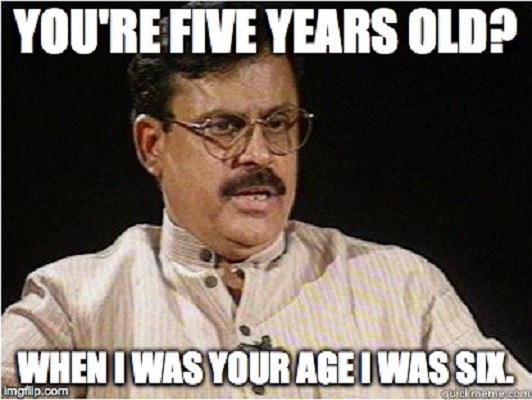 YOU'RE FIVE YEARS OLD?
WHEN I WAS YOUR AGE I WAS SIX.
imgflip.com
quickmeme.com